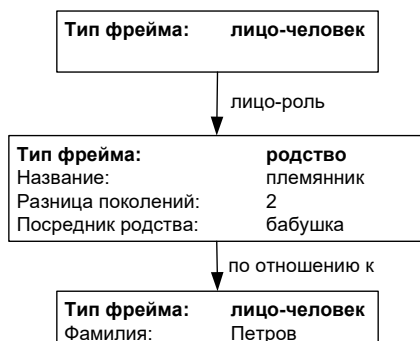 Тип фрейма: лицо-человек
лицо-роль
Тип фрейма: родство
Название: племянник
Разница поколений: 2
Посредник родства: бабушка
по отношению к
Тип фрейма: лицо-человек
Фамилия: Петров